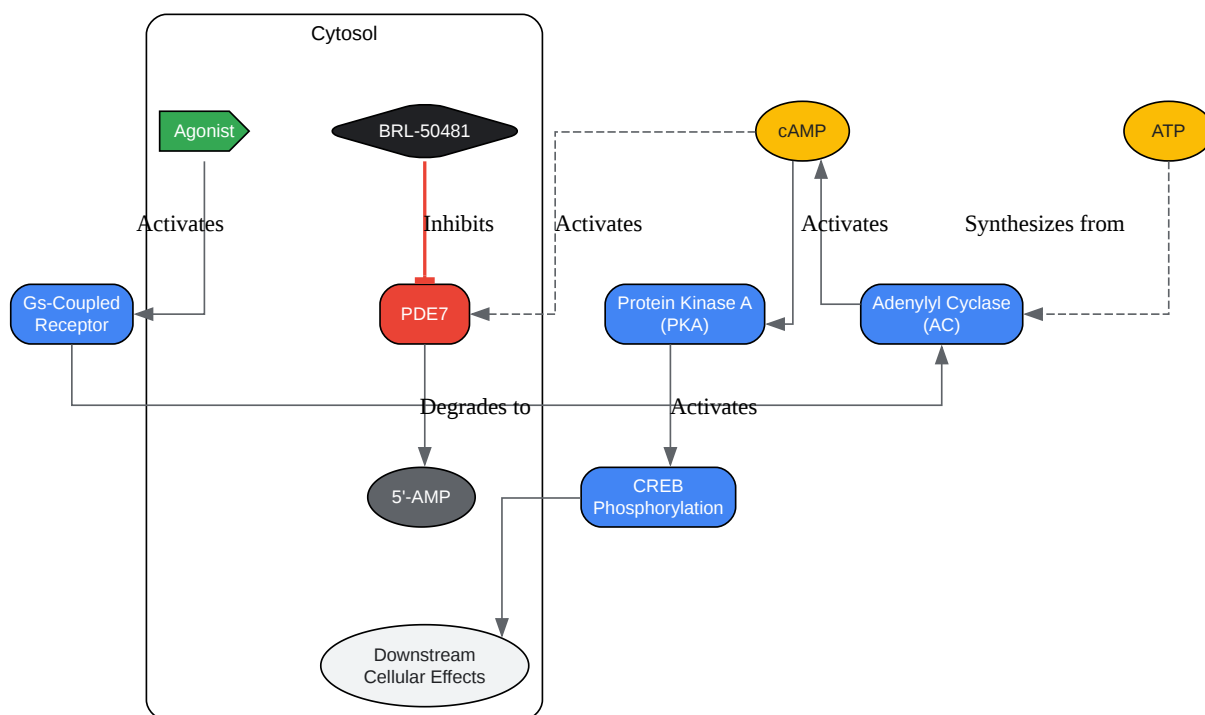 Cytosol
Agonist
BRL-50481
cAMP
ATP
Activates
Inhibits
Activates
Activates
Synthesizes from
Gs-Coupled
Receptor
PDE7
Protein Kinase A
(PKA)
Adenylyl Cyclase
(AC)
Degrades to
Activates
5'-AMP
CREB
Phosphorylation
Downstream
Cellular Effects